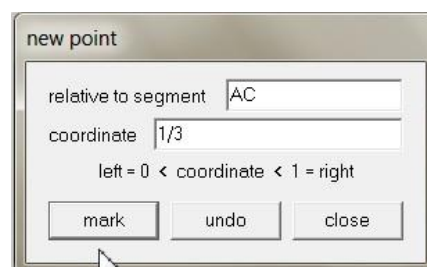 new point
relative to segment AC
coordinate 1/3
left = 0 < coordinate < 1 = right
mark undo close